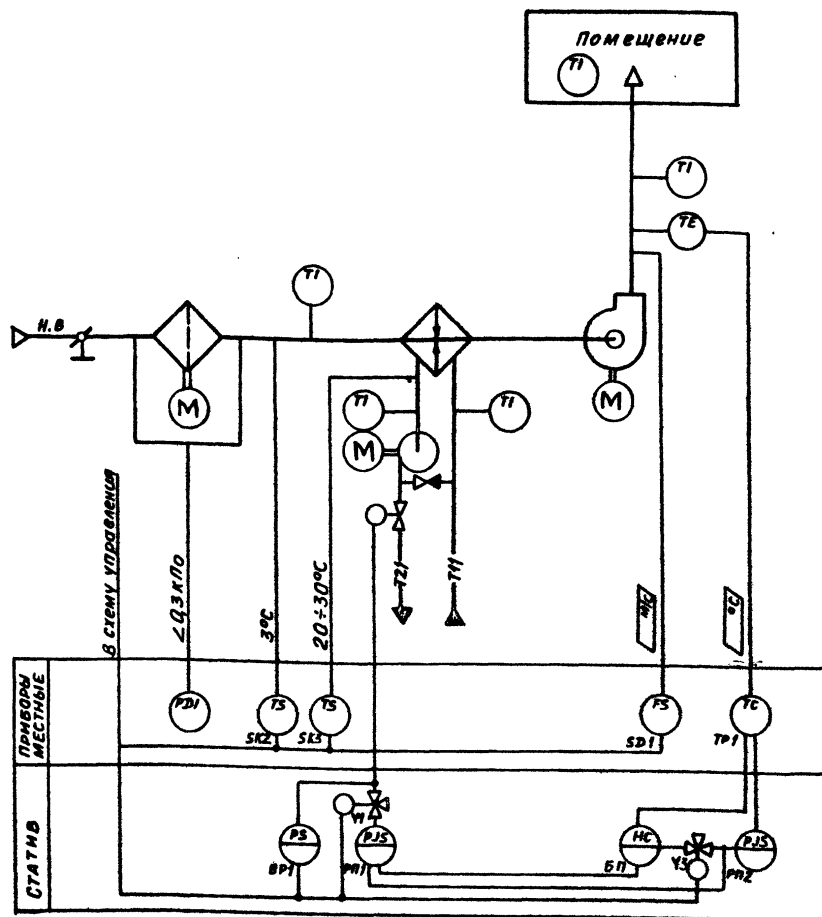 Помещение
TI
TI
TE
TI
Н.В
M
M
TI
TI
M
В схему управления
<0,3 кПа
3°С
20÷30°С
Т21
Т11
м/с
°С
ПРИБОРЫ МЕСТНЫЕ
PDI
TS
TS
FS
TC
SK2
SK3
SD1
TP1
СТАТИВ
Y1
PS
PJS
HC
PJS
BP1
РП1
БП
Y3
РП2